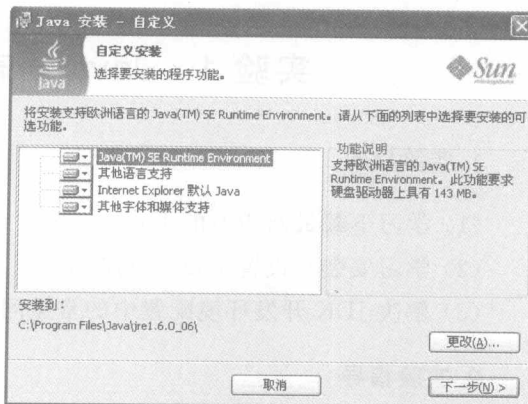 Java 安装 - 自定义
Java
自定义安装
选择要安装的程序功能。
Sun
将安装支持欧洲语言的 Java(TM) SE Runtime Environment。请从下面的列表中选择要安装的可
选功能。
Java(TM) SE Runtime Environment
其他语言支持
Internet Explorer 默认 Java
其他字体和媒体支持
功能说明
支持欧洲语言的 Java(TM) SE
Runtime Environment。此功能要求
硬盘驱动器上具有 143 MB。
安装到：
C:\Program Files\Java\jre1.6.0_06\
更改(A)...
取消
下一步(N) >